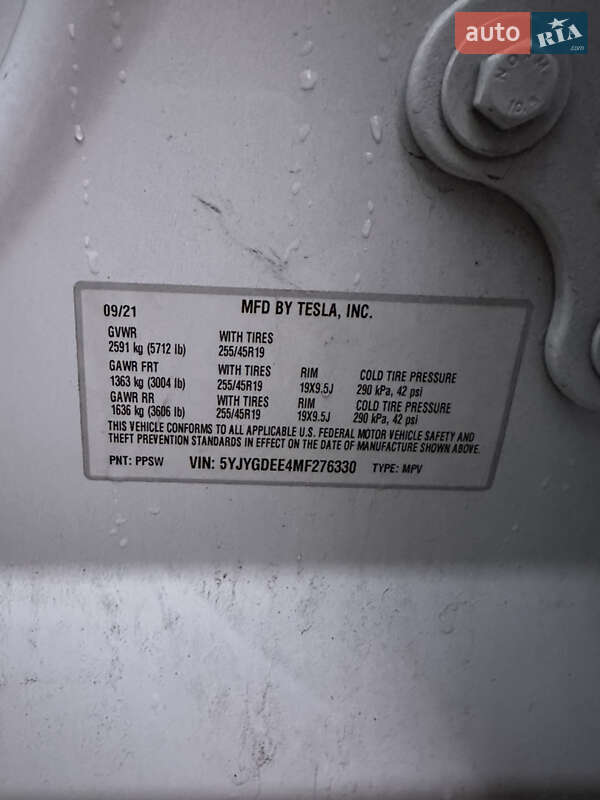 auto RIA .com
09/21 MFD BY TESLA, INC.
GVWR WITH TIRES
2591 kg (5712 lb) 255/45R19
GAWR FRT WITH TIRES RIM COLD TIRE PRESSURE
1363 kg (3004 lb) 255/45R19 19X9.5J 290 kPa, 42 psi
GAWR RR WITH TIRES RIM COLD TIRE PRESSURE
1636 kg (3606 lb) 255/45R19 19X9.5J 290 kPa, 42 psi
THIS VEHICLE CONFORMS TO ALL APPLICABLE U.S. FEDERAL MOTOR VEHICLE SAFETY AND
THEFT PREVENTION STANDARDS IN EFFECT ON THE DATE OF MANUFACTURE SHOWN ABOVE.
PNT: PPSW VIN: 5YJYGDEE4MF276330 TYPE: MPV